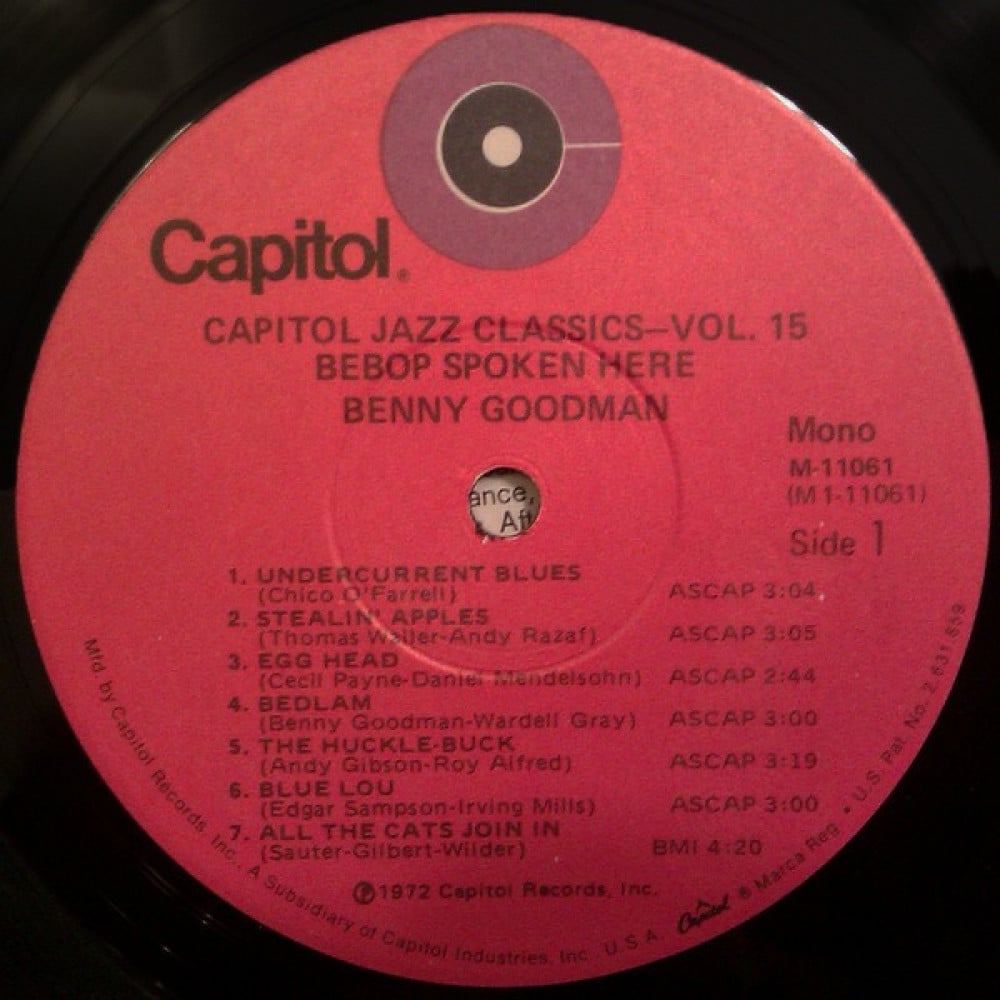 Capitol®
CAPITOL JAZZ CLASSICS—VOL. 15
BEBOP SPOKEN HERE
BENNY GOODMAN
Mono
M-11061
(M 1-11061)
Side 1
ance,
Aft
1. UNDERCURRENT BLUES
(Chico O'Farrell) ASCAP 3:04
2. STEALIN' APPLES
(Thomas Waller-Andy Razaf) ASCAP 3:05
3. EGG HEAD
(Cecil Payne-Daniel Mendelsohn) ASCAP 2:44
4. BEDLAM
(Benny Goodman-Wardell Gray) ASCAP 3:00
5. THE HUCKLE-BUCK
(Andy Gibson-Roy Alfred) ASCAP 3:19
6. BLUE LOU
(Edgar Sampson-Irving Mills) ASCAP 3:00
7. ALL THE CATS JOIN IN
(Sauter-Gilbert-Wilder) BMI 4:20
℗1972 Capitol Records, Inc.
Mfd. by Capitol Records, Inc., A Subsidiary of Capitol Industries, Inc. U.S.A. Capitol ® Marca Reg. • U.S. Pat. No. 2,631,859